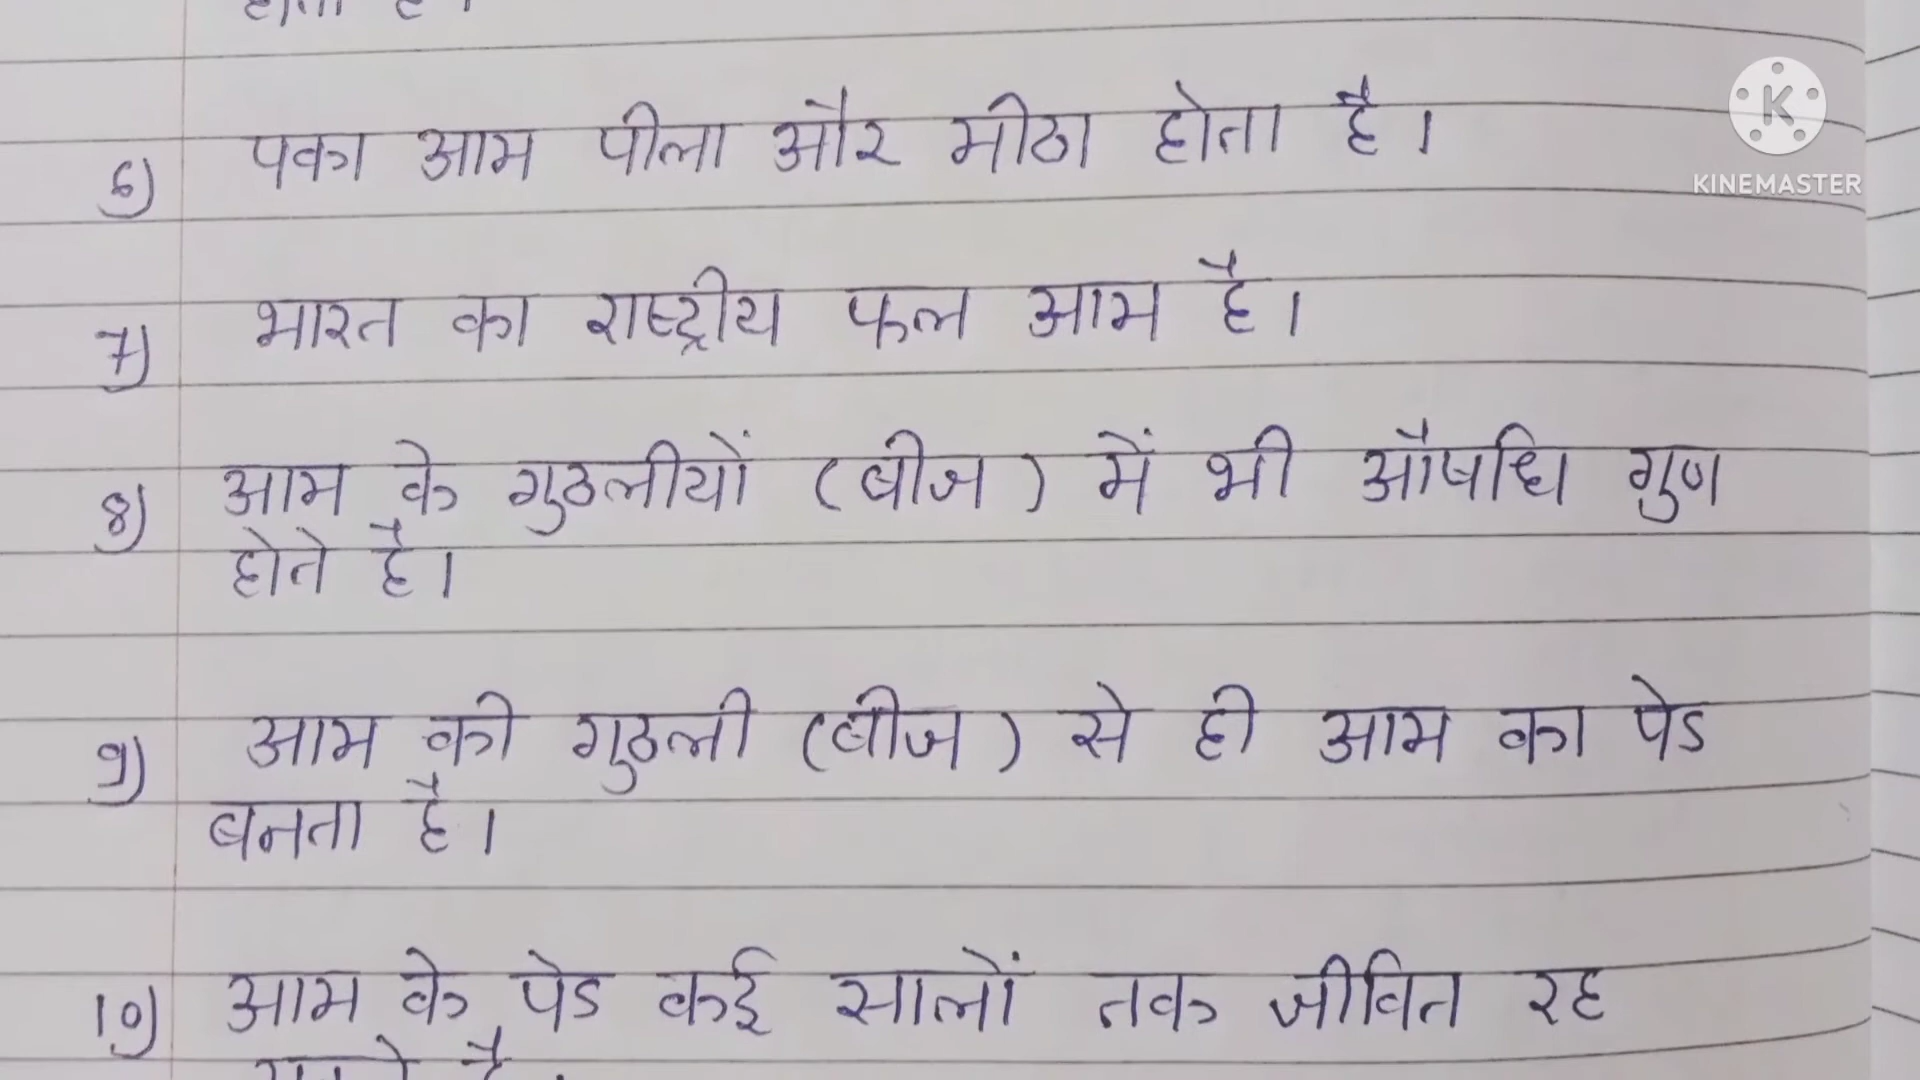 होता है।
6) पका आम पीला और मीठा होता है।
KINEMASTER
7) भारत का राष्ट्रीय फल आम है।
8) आम के गुठलीयों (बीज) में भी औषधि गुण
होते है।
9) आम की गुठली (बीज) से ही आम का पेड
बनता है।
10) आम के पेड कई सालों तक जीवित रह